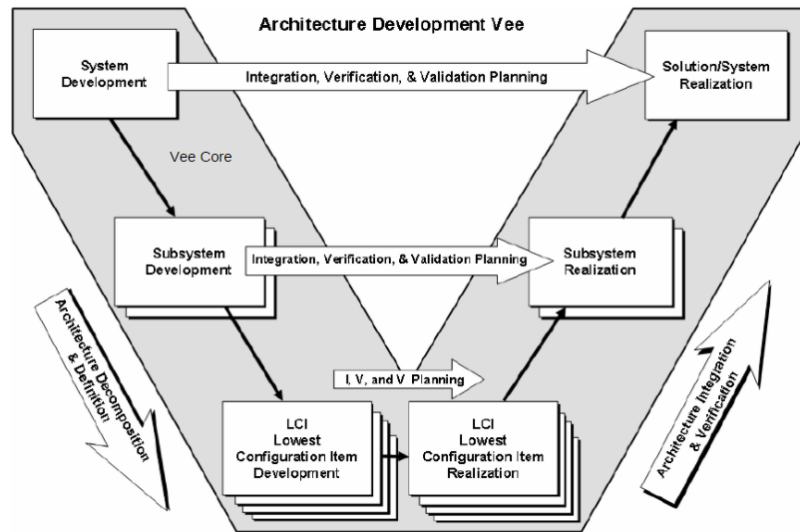 Architecture Development Vee
System
Development
Integration, Verification, & Validation Planning
Solution/System
Realization
Vee Core
Subsystem
Development
Integration, Verification, & Validation Planning
Subsystem
Realization
Architecture Decomposition
& Definition
I, V, and V Planning
Architecture Integration
& Verification
LCI
Lowest
Configuration Item
Development
LCI
Lowest
Configuration Item
Realization